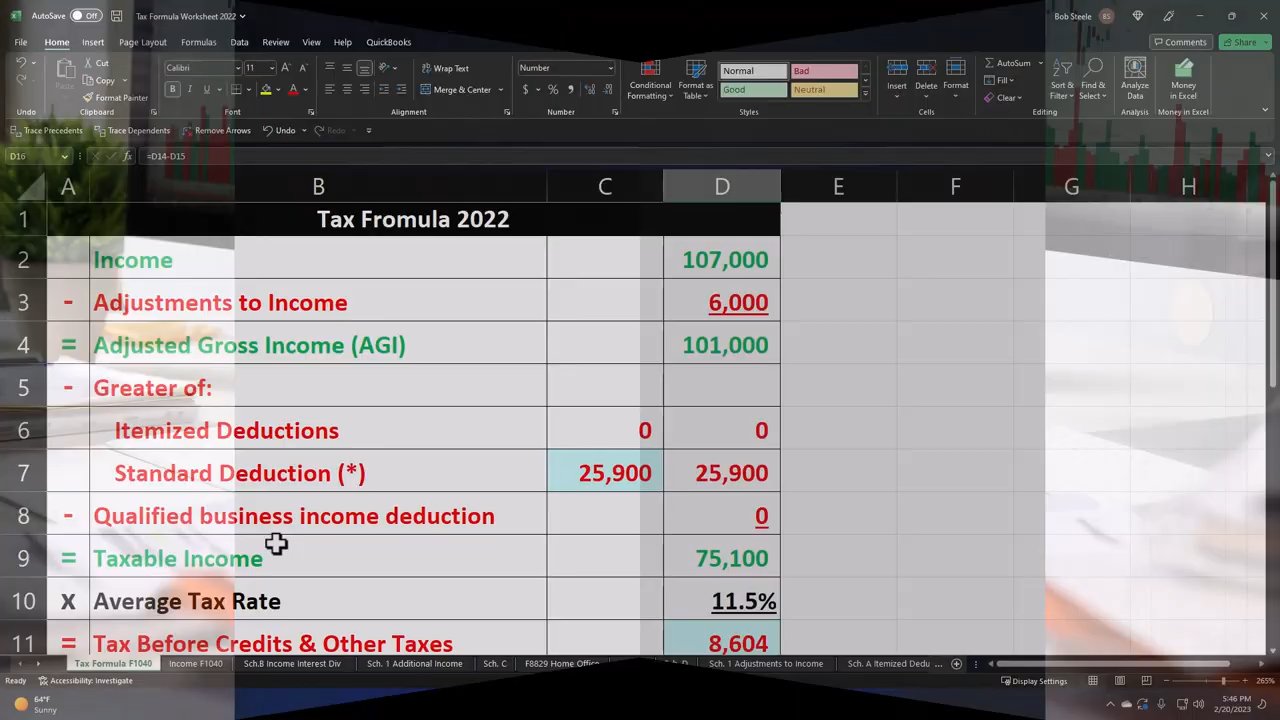 AutoSave Off Tax Formula Worksheet 2022 Bob Steele BS
File Home Insert Page Layout Formulas Data Review View Help QuickBooks Comments Share
Cut Calibri 11 Wrap Text Number Normal Bad AutoSum
Copy Fill
Paste Format Painter B I U Merge & Center $ % Conditional Formatting Format as Table Good Neutral Insert Delete Format Clear Sort & Filter Find & Select Analyze Data Money in Excel
Undo Clipboard Font Alignment Number Styles Cells Editing Analysis Money in Excel
Trace Precedents Trace Dependents Remove Arrows Undo Redo
D16 fx =D14-D15
A B C D E F G H
1 Tax Fromula 2022
2 Income 107,000
3 - Adjustments to Income 6,000
4 = Adjusted Gross Income (AGI) 101,000
5 - Greater of:
6 Itemized Deductions 0 0
7 Standard Deduction (*) 25,900 25,900
8 - Qualified business income deduction 0
9 = Taxable Income 75,100
10 X Average Tax Rate 11.5%
11 = Tax Before Credits & Other Taxes 8,604
Tax Formula F1040 Income F1040 Sch.B Income Interest Div Sch. 1 Additional Income Sch. C F8829 Home Office Sch. 1 Adjustments to Income Sch. A Itemized Dedu ...
Ready Accessibility: Investigate Display Settings 265%
64°F 5:46 PM
Sunny 2/20/2023